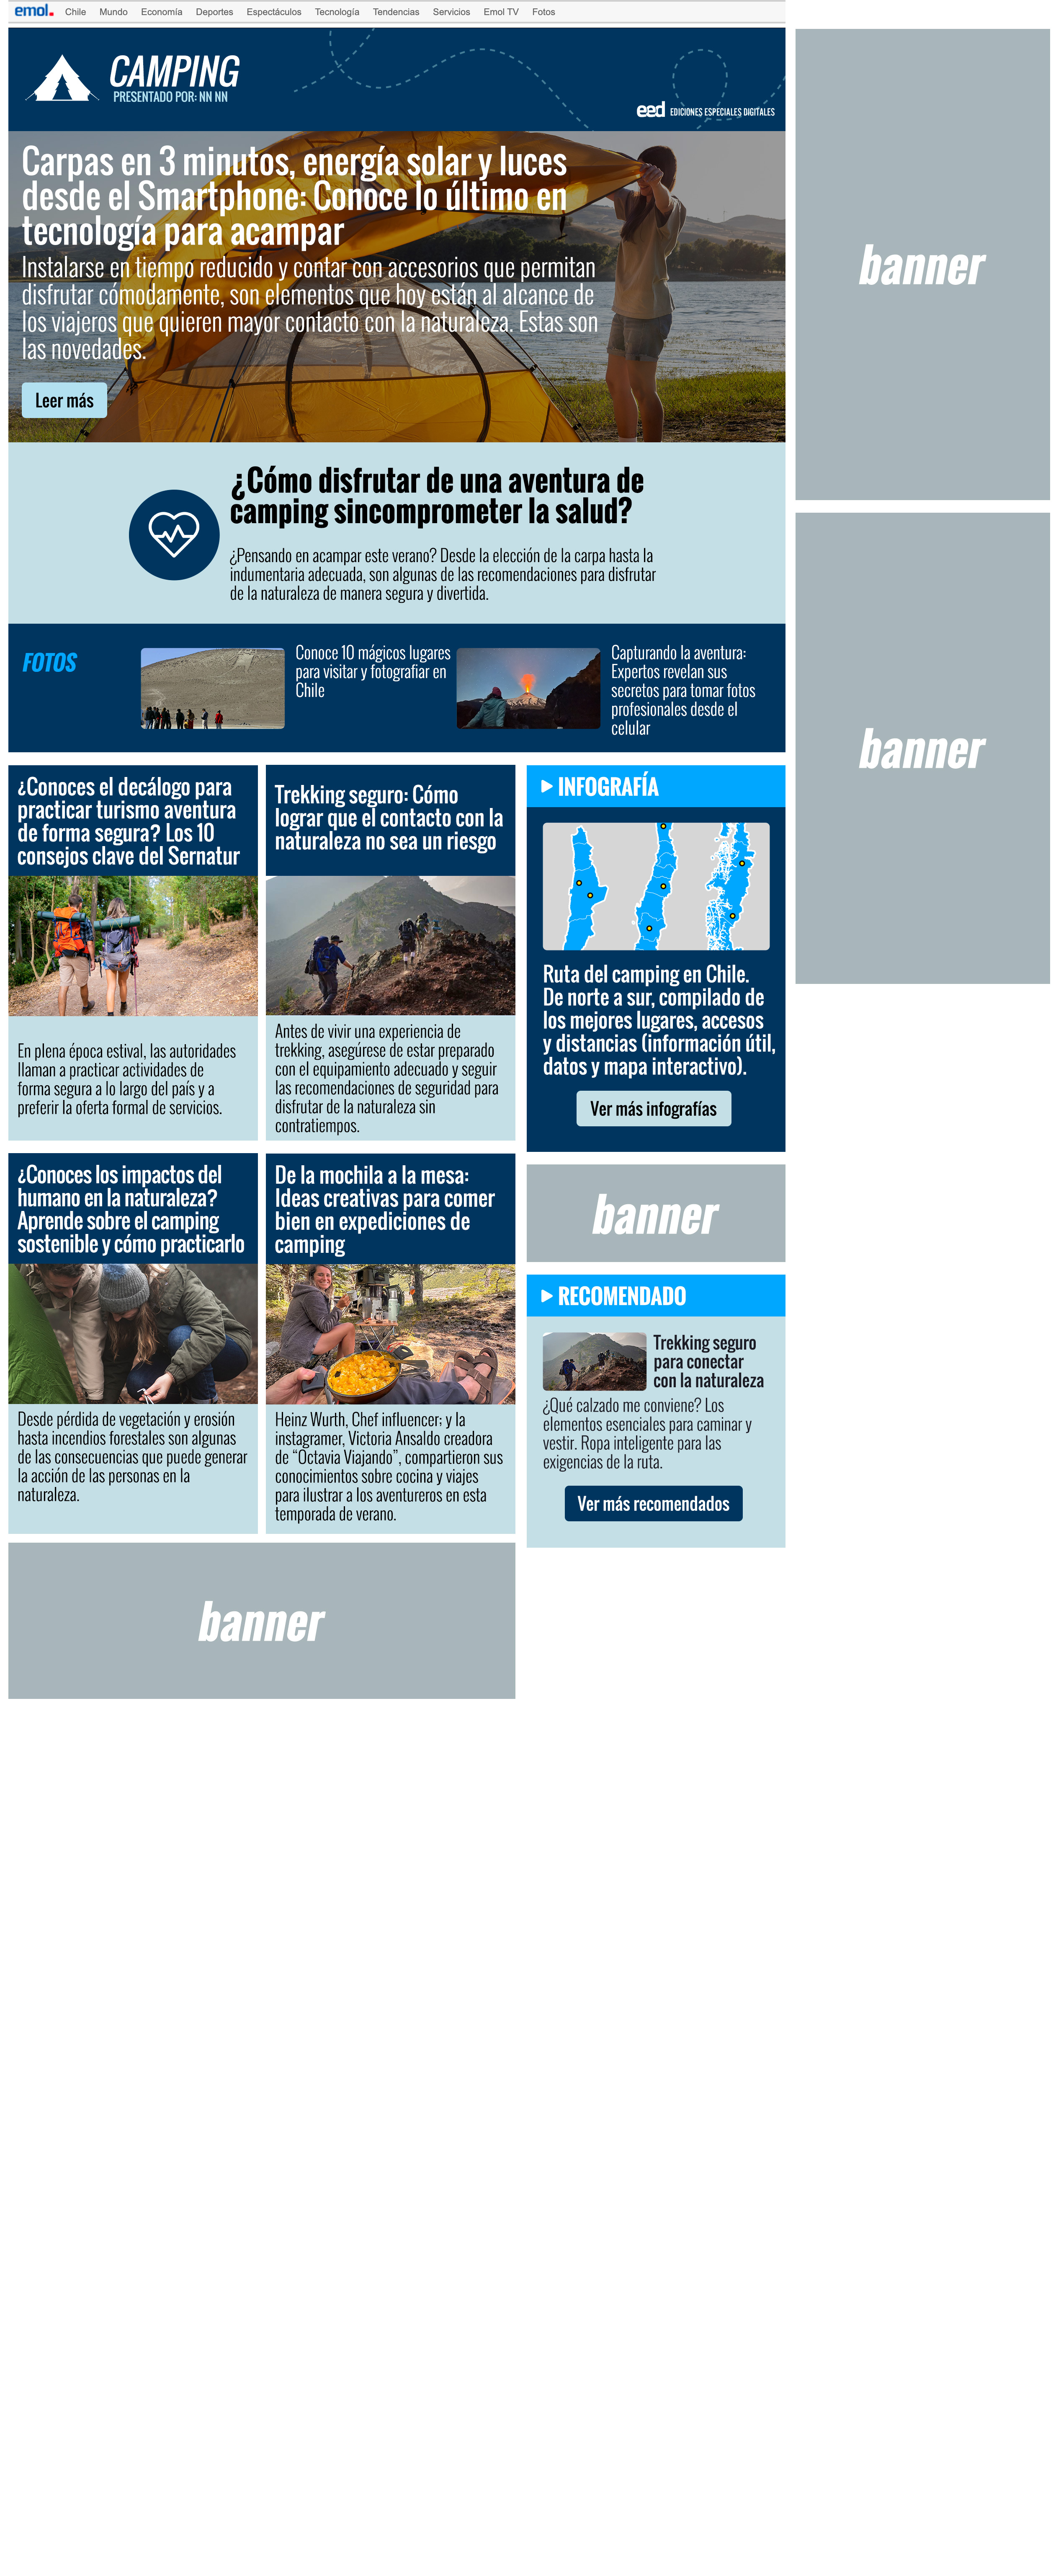 emol. Chile Mundo Economía Deportes Espectáculos Tecnología Tendencias Servicios Emol TV Fotos
CAMPING
PRESENTADO POR: NN NN
eed EDICIONES ESPECIALES DIGITALES
Carpas en 3 minutos, energía solar y luces
desde el Smartphone: Conoce lo último en
tecnología para acampar
Instalarse en tiempo reducido y contar con accesorios que permitan
disfrutar cómodamente, son elementos que hoy están al alcance de
los viajeros que quieren mayor contacto con la naturaleza. Estas son
las novedades.
Leer más
banner
¿Cómo disfrutar de una aventura de
camping sincomprometer la salud?
¿Pensando en acampar este verano? Desde la elección de la carpa hasta la
indumentaria adecuada, son algunas de las recomendaciones para disfrutar
de la naturaleza de manera segura y divertida.
FOTOS
Conoce 10 mágicos lugares
para visitar y fotografiar en
Chile
Capturando la aventura:
Expertos revelan sus
secretos para tomar fotos
profesionales desde el
celular
banner
¿Conoces el decálogo para
practicar turismo aventura
de forma segura? Los 10
consejos clave del Sernatur
En plena época estival, las autoridades
llaman a practicar actividades de
forma segura a lo largo del país y a
preferir la oferta formal de servicios.
Trekking seguro: Cómo
lograr que el contacto con la
naturaleza no sea un riesgo
Antes de vivir una experiencia de
trekking, asegúrese de estar preparado
con el equipamiento adecuado y seguir
las recomendaciones de seguridad para
disfrutar de la naturaleza sin
contratiempos.
INFOGRAFÍA
Ruta del camping en Chile.
De norte a sur, compilado de
los mejores lugares, accesos
y distancias (información útil,
datos y mapa interactivo).
Ver más infografías
¿Conoces los impactos del
humano en la naturaleza?
Aprende sobre el camping
sostenible y cómo practicarlo
Desde pérdida de vegetación y erosión
hasta incendios forestales son algunas
de las consecuencias que puede generar
la acción de las personas en la
naturaleza.
De la mochila a la mesa:
Ideas creativas para comer
bien en expediciones de
camping
Heinz Wurth, Chef influencer; y la
instagramer, Victoria Ansaldo creadora
de “Octavia Viajando”, compartieron sus
conocimientos sobre cocina y viajes
para ilustrar a los aventureros en esta
temporada de verano.
banner
RECOMENDADO
Trekking seguro
para conectar
con la naturaleza
¿Qué calzado me conviene? Los
elementos esenciales para caminar y
vestir. Ropa inteligente para las
exigencias de la ruta.
Ver más recomendados
banner